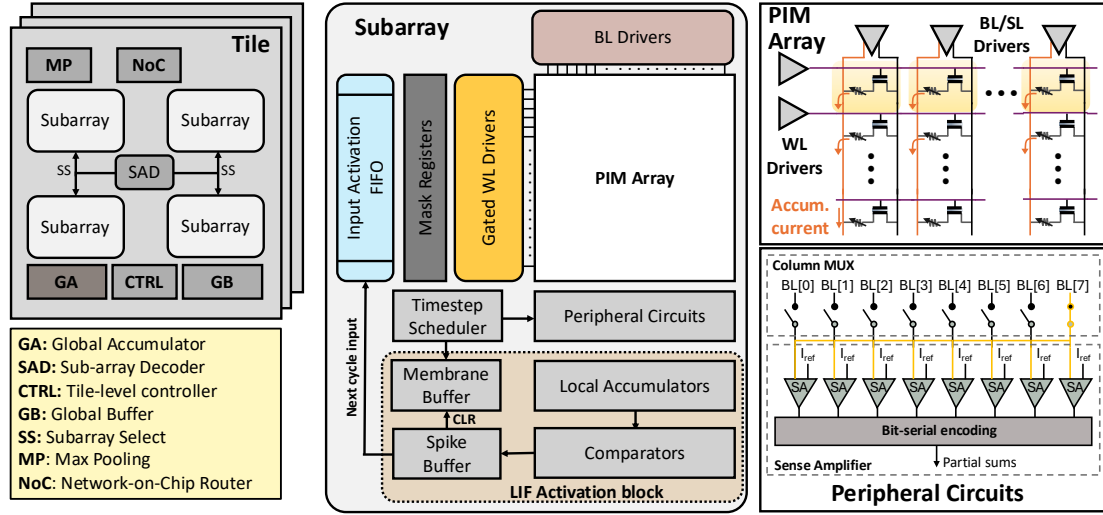 Tile
MP
NoC
Subarray
Subarray
SS
SAD
SS
Subarray
Subarray
GA
CTRL
GB
GA: Global Accumulator
SAD: Sub-array Decoder
CTRL: Tile-level controller
GB: Global Buffer
SS: Subarray Select
MP: Max Pooling
NoC: Network-on-Chip Router
Subarray
BL Drivers
Input Activation
FIFO
Mask Registers
Gated WL Drivers
PIM Array
Timestep
Scheduler
Peripheral Circuits
Next cycle input
Membrane
Buffer
Local Accumulators
CLR
Spike
Buffer
Comparators
LIF Activation block
PIM
Array
BL/SL
Drivers
WL
Drivers
Accum.
current
Column MUX
BL[0] BL[1] BL[2] BL[3] BL[4] BL[5] BL[6] BL[7]
Iref Iref Iref Iref Iref Iref Iref Iref
SA SA SA SA SA SA SA SA
Bit-serial encoding
Sense Amplifier
Partial sums
Peripheral Circuits